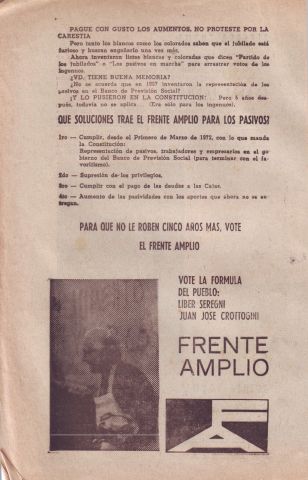 PAGUE CON GUSTO LOS AUMENTOS, NO PROTESTE POR LA
CARESTIA
Pero tanto los blancos como los colorados saben que el jubilado está
furioso y buscan engañarlo una vez más.
Ahora inventaron listas blancas y coloradas que dicen "Partido de
los Jubilados" o "Los pasivos en marcha" para arrastrar votos de los
ingenuos.
¿VD. TIENE BUENA MEMORIA?
¿No se acuerda que en 1967 inventaron la representación de los
pasivos en el Banco de Previsión Social?
¿Y LO PUSIERON EN LA CONSTITUCION? Pero 5 años des-
pués, todavía no se aplica... (Era sólo para los ingenuos).
QUE SOLUCIONES TRAE EL FRENTE AMPLIO PARA LOS PASIVOS?
1ro — Cumplir, desde el Primero de Marzo de 1972, con lo que manda
la Constitución:
Representación de pasivos, trabajadores y empresarios en el go
bierno del Banco de Previsión Social (para terminar con el fa-
voritismo).
2do — Supresión de los privilegios.
3ro — Cumplir con el pago de las deudas a las Cajas.
4to — Aumento de las pasividades con los aportes que ahora no se en-
tregan.
PARA QUE NO LE ROBEN CINCO AÑOS MAS, VOTE
EL FRENTE AMPLIO
VOTE LA FORMULA
DEL PUEBLO:
LIBER SEREGNI
JUAN JOSE CROTTOGINI
FRENTE
AMPLIO
FA